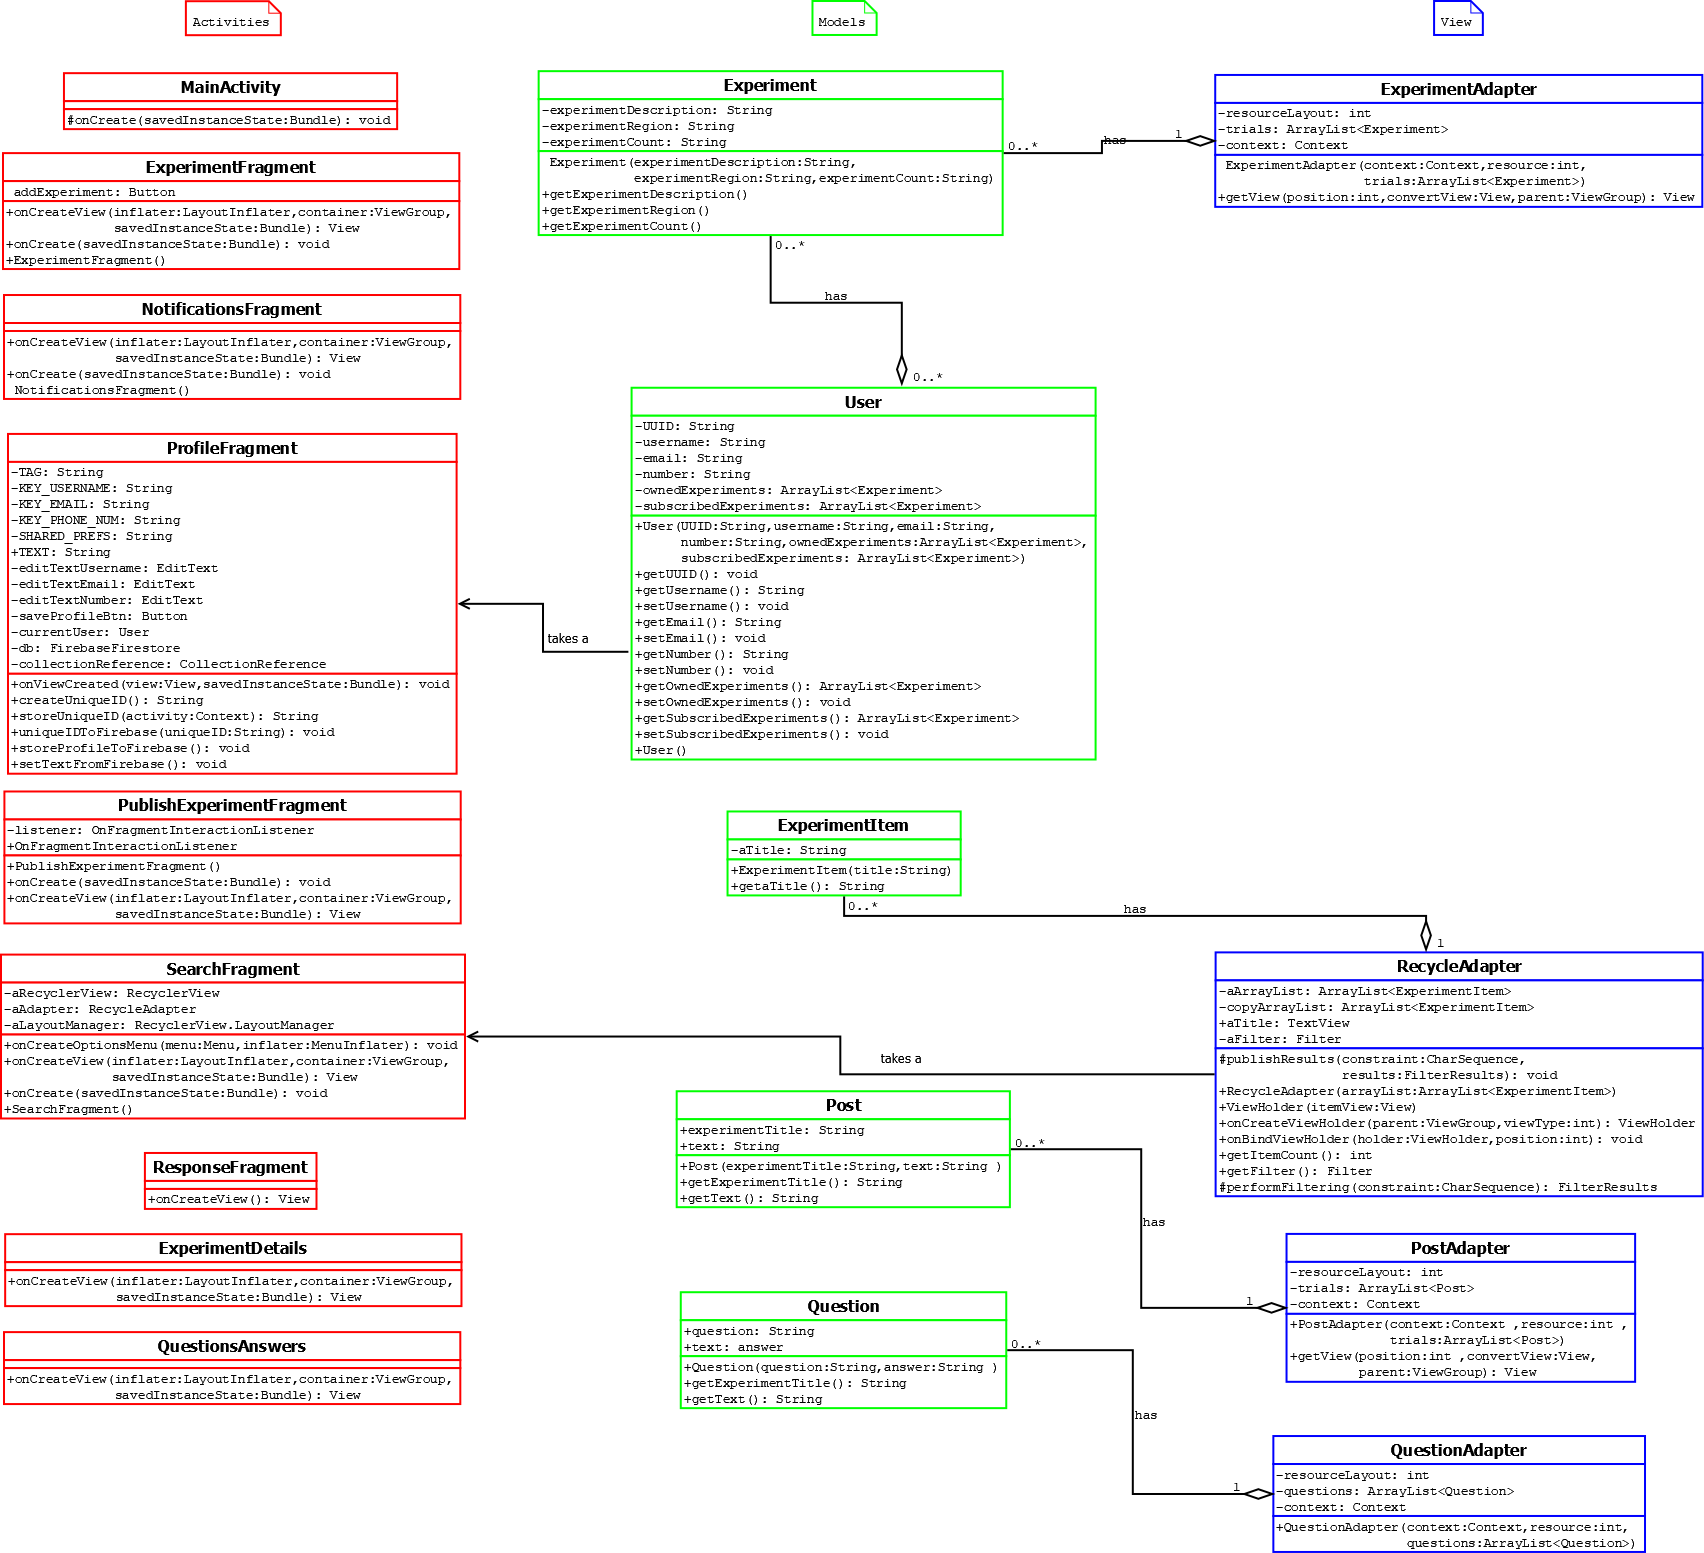 Activities
MainActivity
#onCreate(savedInstanceState:Bundle): void
ExperimentFragment
addExperiment: Button
+onCreateView(inflater:LayoutInflater,container:ViewGroup,
savedInstanceState:Bundle): View
+onCreate(savedInstanceState:Bundle): void
+ExperimentFragment()
NotificationsFragment
+onCreateView(inflater:LayoutInflater,container:ViewGroup,
savedInstanceState:Bundle): View
+onCreate(savedInstanceState:Bundle): void
NotificationsFragment()
ProfileFragment
-TAG: String
-KEY_USERNAME: String
-KEY_EMAIL: String
-KEY_PHONE_NUM: String
-SHARED_PREFS: String
+TEXT: String
-editTextUsername: EditText
-editTextEmail: EditText
-editTextNumber: EditText
-saveProfileBtn: Button
-currentUser: User
-db: FirebaseFirestore
-collectionReference: CollectionReference
+onViewCreated(view:View,savedInstanceState:Bundle): void
+createUniqueID(): String
+storeUniqueID(activity:Context): String
+uniqueIDToFirebase(uniqueID:String): void
+storeProfileToFirebase(): void
+setTextFromFirebase(): void
PublishExperimentFragment
-listener: OnFragmentInteractionListener
+OnFragmentInteractionListener
+PublishExperimentFragment()
+onCreate(savedInstanceState:Bundle): void
+onCreateView(inflater:LayoutInflater,container:ViewGroup,
savedInstanceState:Bundle): View
SearchFragment
-aRecyclerView: RecyclerView
-aAdapter: RecycleAdapter
-aLayoutManager: RecyclerView.LayoutManager
+onCreateOptionsMenu(menu:Menu,inflater:MenuInflater): void
+onCreateView(inflater:LayoutInflater,container:ViewGroup,
savedInstanceState:Bundle): View
+onCreate(savedInstanceState:Bundle): void
+SearchFragment()
ResponseFragment
+onCreateView(): View
ExperimentDetails
+onCreateView(inflater:LayoutInflater,container:ViewGroup,
savedInstanceState:Bundle): View
QuestionsAnswers
+onCreateView(inflater:LayoutInflater,container:ViewGroup,
savedInstanceState:Bundle): View
Models
Experiment
-experimentDescription: String
-experimentRegion: String
-experimentCount: String
Experiment(experimentDescription:String,
experimentRegion:String,experimentCount:String)
+getExperimentDescription()
+getExperimentRegion()
+getExperimentCount()
0..*
has
1
0..*
has
0..*
User
-UUID: String
-username: String
-email: String
-number: String
-ownedExperiments: ArrayList<Experiment>
-subscribedExperiments: ArrayList<Experiment>
+User(UUID:String,username:String,email:String,
number:String,ownedExperiments:ArrayList<Experiment>,
subscribedExperiments: ArrayList<Experiment>)
+getUUID(): void
+getUsername(): String
+setUsername(): void
+getEmail(): String
+setEmail(): void
+getNumber(): String
+setNumber(): void
+getOwnedExperiments(): ArrayList<Experiment>
+setOwnedExperiments(): void
+getSubscribedExperiments(): ArrayList<Experiment>
+setSubscribedExperiments(): void
+User()
takes a
ExperimentItem
-aTitle: String
+ExperimentItem(title:String)
+getaTitle(): String
0..*
has
1
takes a
Post
+experimentTitle: String
+text: String
+Post(experimentTitle:String,text:String )
+getExperimentTitle(): String
+getText(): String
0..*
has
1
Question
+question: String
+text: answer
+Question(question:String,answer:String )
+getExperimentTitle(): String
+getText(): String
0..*
has
1
View
ExperimentAdapter
-resourceLayout: int
-trials: ArrayList<Experiment>
-context: Context
ExperimentAdapter(context:Context,resource:int,
trials:ArrayList<Experiment>)
+getView(position:int,convertView:View,parent:ViewGroup): View
RecycleAdapter
-aArrayList: ArrayList<ExperimentItem>
-copyArrayList: ArrayList<ExperimentItem>
+aTitle: TextView
-aFilter: Filter
#publishResults(constraint:CharSequence,
results:FilterResults): void
+RecycleAdapter(arrayList:ArrayList<ExperimentItem>)
+ViewHolder(itemView:View)
+onCreateViewHolder(parent:ViewGroup,viewType:int): ViewHolder
+onBindViewHolder(holder:ViewHolder,position:int): void
+getItemCount(): int
+getFilter(): Filter
#performFiltering(constraint:CharSequence): FilterResults
PostAdapter
-resourceLayout: int
-trials: ArrayList<Post>
-context: Context
+PostAdapter(context:Context ,resource:int ,
trials:ArrayList<Post>)
+getView(position:int ,convertView:View,
parent:ViewGroup): View
QuestionAdapter
-resourceLayout: int
-questions: ArrayList<Question>
-context: Context
+QuestionAdapter(context:Context,resource:int,
questions:ArrayList<Question>)